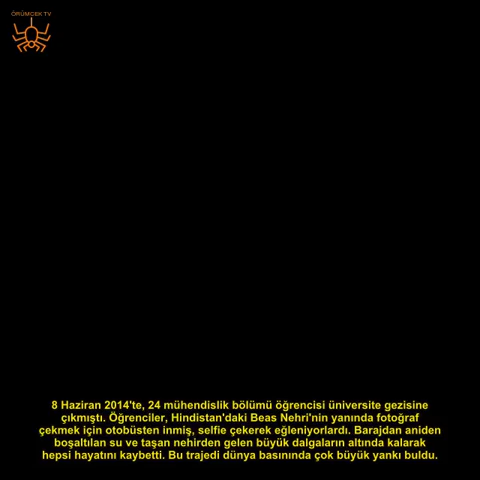 ÖRÜMCEK TV
8 Haziran 2014'te, 24 mühendislik bölümü öğrencisi üniversite gezisine
çıkmıştı. Öğrenciler, Hindistan'daki Beas Nehri'nin yanında fotoğraf
çekmek için otobüsten inmiş, selfie çekerek eğleniyorlardı. Barajdan aniden
boşaltılan su ve taşan nehirden gelen büyük dalgaların altında kalarak
hepsi hayatını kaybetti. Bu trajedi dünya basınında çok büyük yankı buldu.